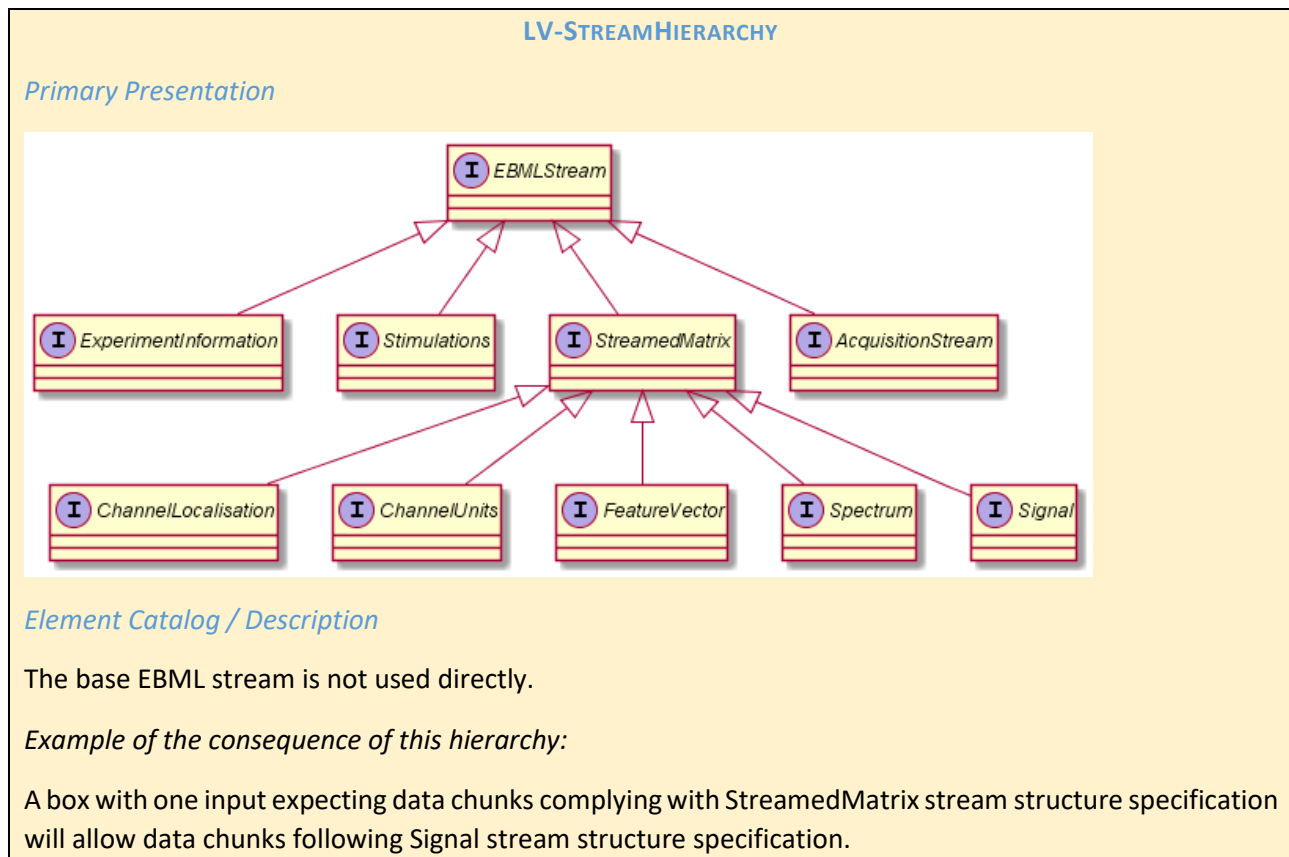 LV-STREAMHIERARCHY
Primary Presentation
I EBMLStream
I ExperimentInformation I Stimulations I StreamedMatrix I AcquisitionStream
I ChannelLocalisation I ChannelUnits I FeatureVector I Spectrum I Signal
Element Catalog / Description
The base EBML stream is not used directly.
Example of the consequence of this hierarchy:
A box with one input expecting data chunks complying with StreamedMatrix stream structure specification
will allow data chunks following Signal stream structure specification.